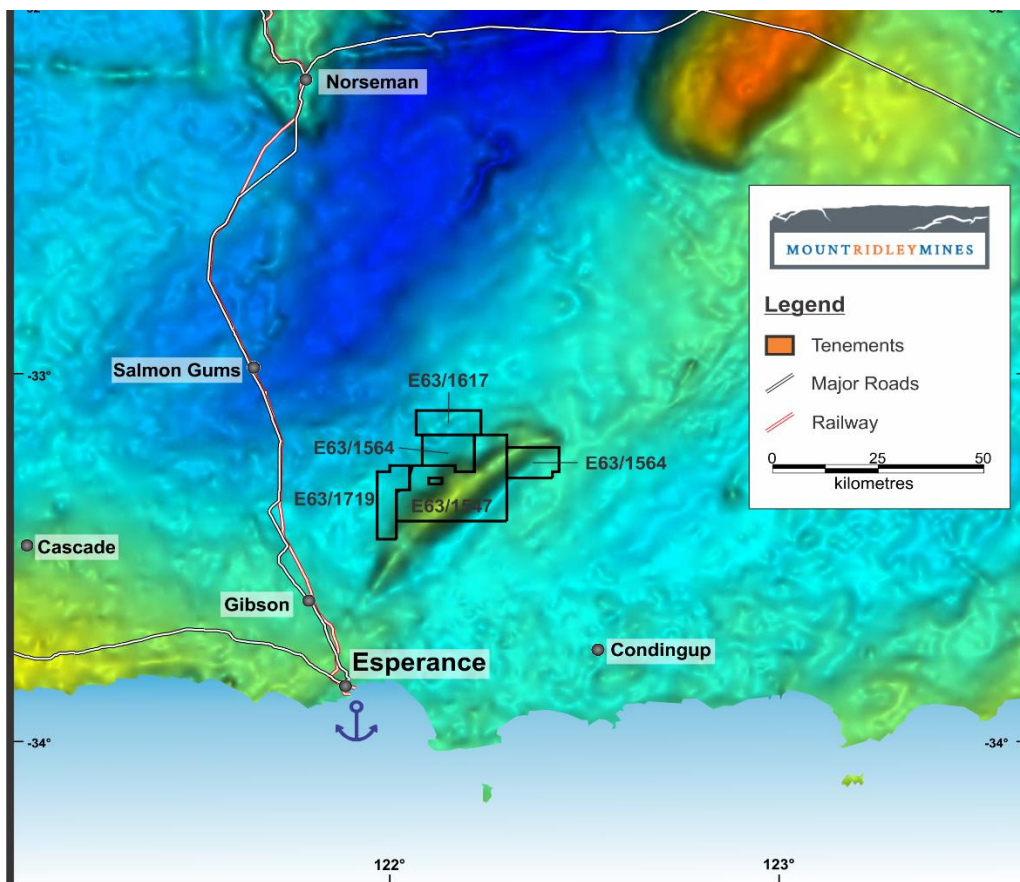 Norseman
MOUNTRIDLEYMINES
Legend
Tenements
Major Roads
Railway
0 25 50
kilometres
-33°
Salmon Gums
E63/1617
E63/1564
E63/1564
E63/1719
E63/1547
Cascade
Gibson
Condingup
Esperance
-34°
-34°
122°
123°